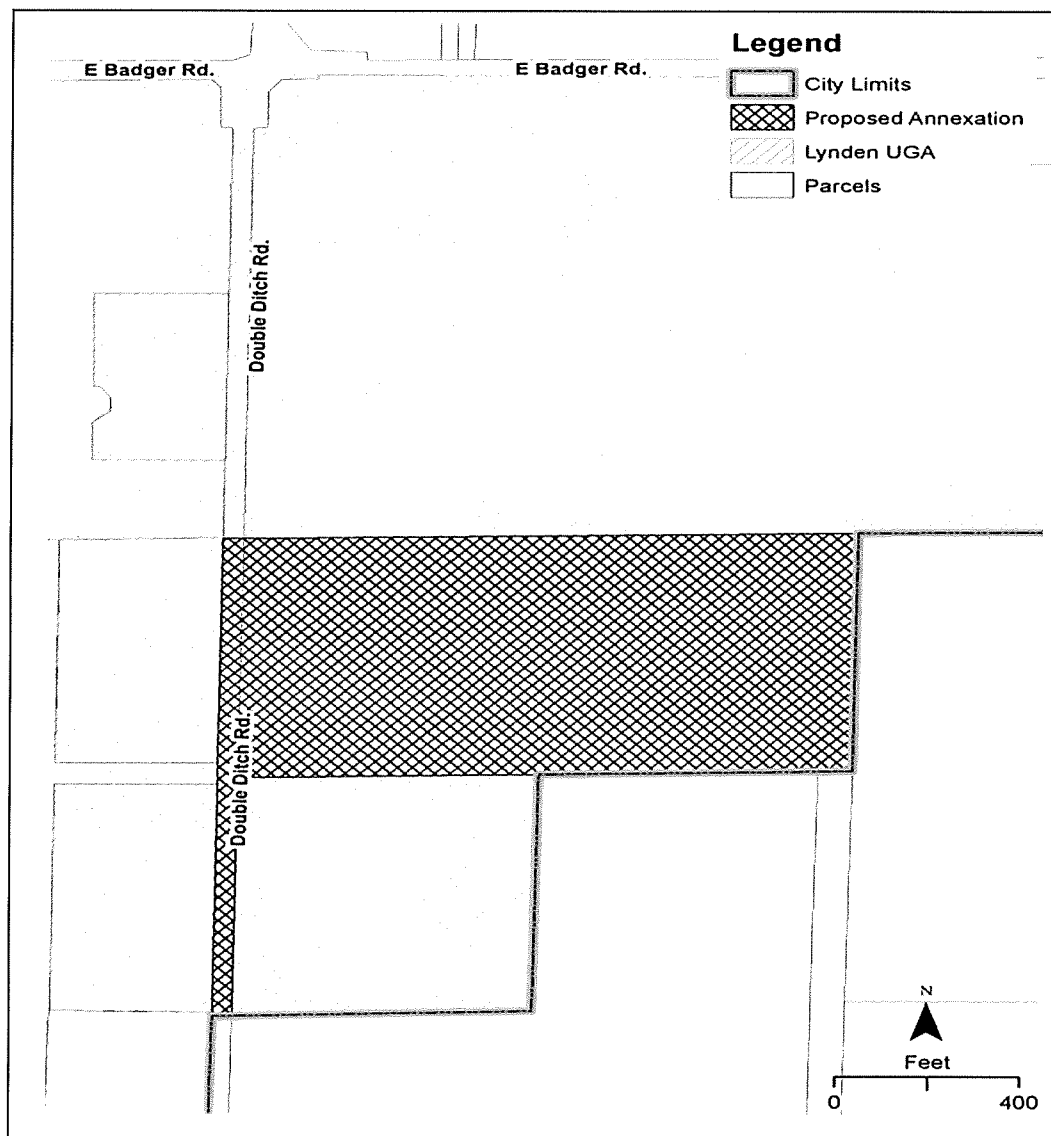 Legend
E Badger Rd.
E Badger Rd.
City Limits
Proposed Annexation
Lynden UGA
Parcels
Double Ditch Rd.
Double Ditch Rd.
N
Feet
0 400